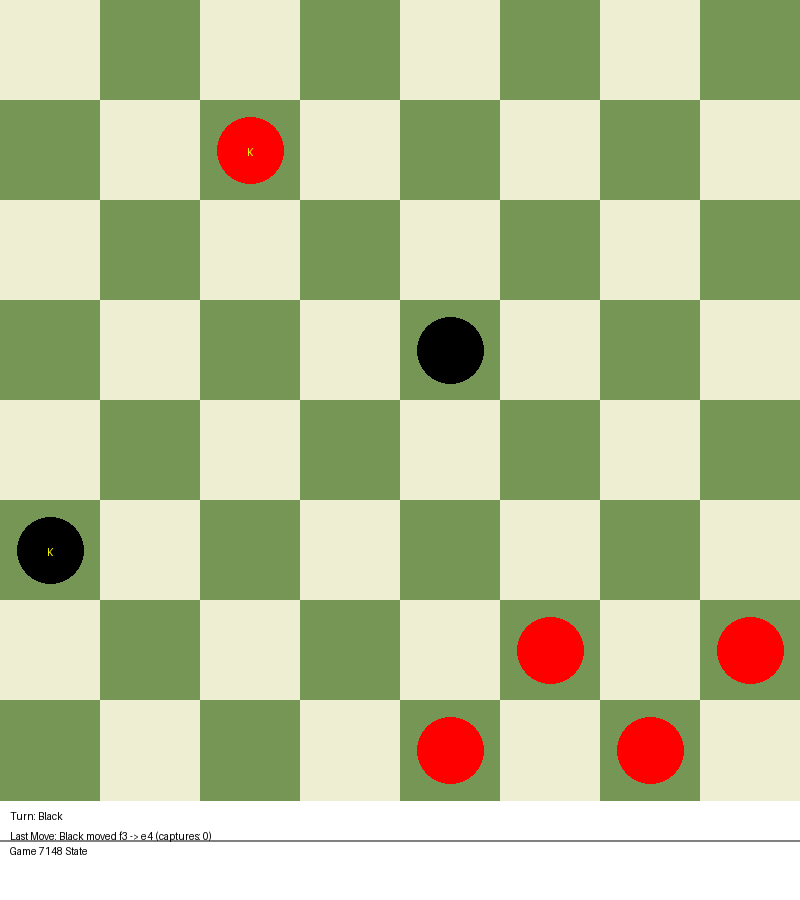 K
K
Turn: Black
Last Move: Black moved f3 -> e4 (captures: 0)
Game 7148 State